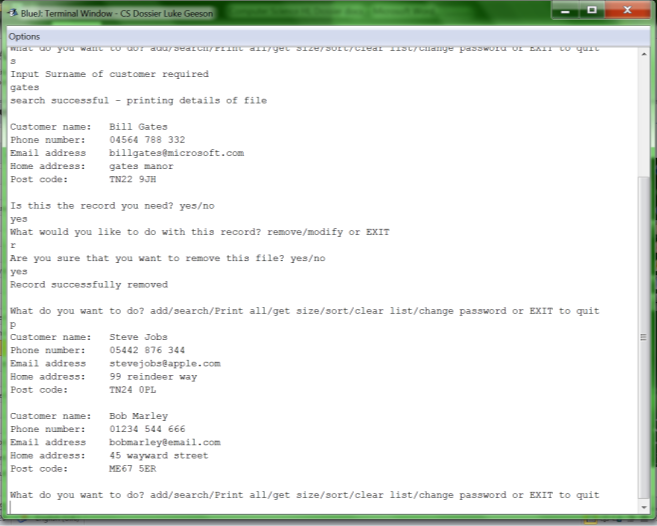 BlueJ: Terminal Window - CS Dossier Luke Geeson
Options
What do you want to do? add/search/Print all/get size/sort/clear list/change password or EXIT to quit
s
Input Surname of customer required
gates
search successful - printing details of file
Customer name: Bill Gates
Phone number: 04564 788 332
Email address billgates@microsoft.com
Home address: gates manor
Post code: TN22 9JH
Is this the record you need? yes/no
yes
What would you like to do with this record? remove/modify or EXIT
r
Are you sure that you want to remove this file? yes/no
yes
Record successfully removed
What do you want to do? add/search/Print all/get size/sort/clear list/change password or EXIT to quit
p
Customer name: Steve Jobs
Phone number: 05442 876 344
Email address stevejobs@apple.com
Home address: 99 reindeer way
Post code: TN24 0PL
Customer name: Bob Marley
Phone number: 01234 544 666
Email address bobmarley@email.com
Home address: 45 wayward street
Post code: ME67 5ER
What do you want to do? add/search/Print all/get size/sort/clear list/change password or EXIT to quit